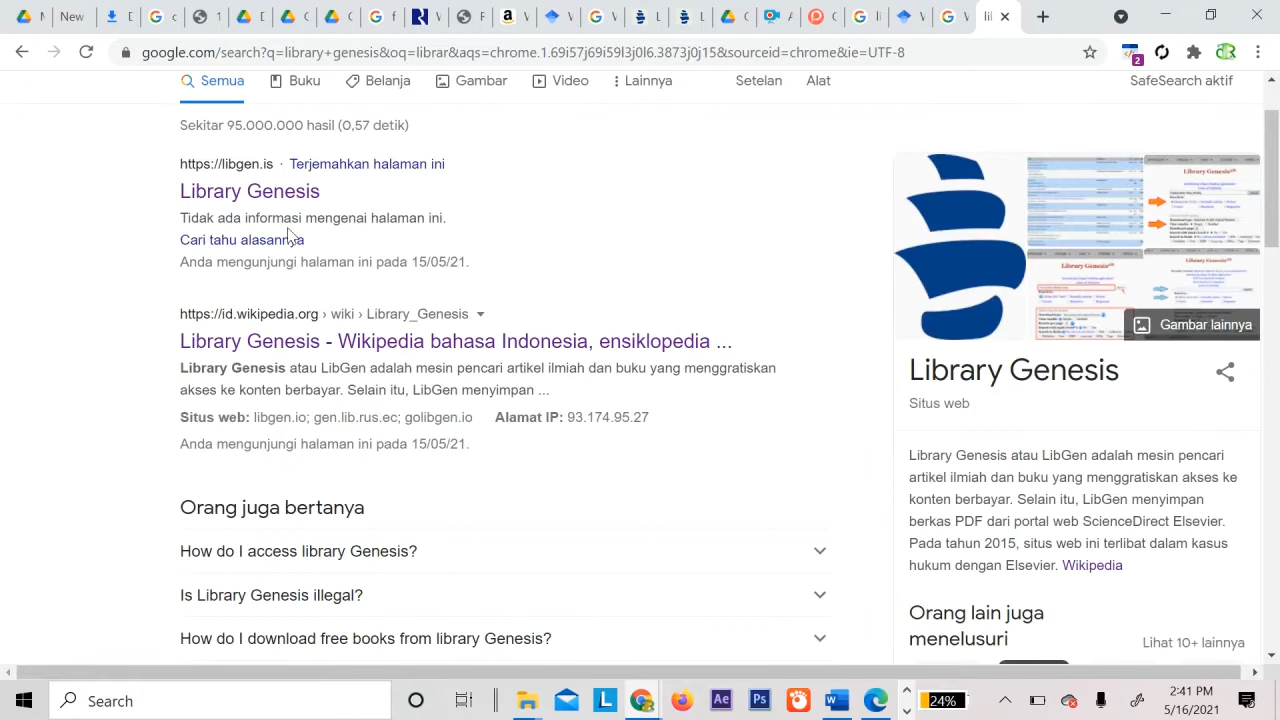 New
google.com/search?q=library+genesis&oq=librar&aqs=chrome.1.69i57j69i59l3j0l6.3873j0j15&sourceid=chrome&ie=UTF-8
2
Semua
Buku
Belanja
Gambar
Video
Lainnya
Setelan
Alat
SafeSearch aktif
Sekitar 95.000.000 hasil (0,57 detik)
https://libgen.is · Terjemahkan halaman ini
Library Genesis
Tidak ada informasi mengenai halaman ini.
Cari tahu alasannya
Anda mengunjungi halaman ini pada 15/05/21.
https://id.wikipedia.org › wiki › Library_Genesis
Library Genesis - Wikipedia bahasa Indonesia, ensiklopedia ...
Library Genesis atau LibGen adalah mesin pencari artikel ilmiah dan buku yang menggratiskan
akses ke konten berbayar. Selain itu, LibGen menyimpan ...
Situs web: libgen.io; gen.lib.rus.ec; golibgen.io Alamat IP: 93.174.95.27
Anda mengunjungi halaman ini pada 15/05/21.
Orang juga bertanya
How do I access library Genesis?
Is Library Genesis illegal?
How do I download free books from library Genesis?
Library Genesis
Library Genesis
Library Genesis
Gambar lainnya
Library Genesis
Situs web
Library Genesis atau LibGen adalah mesin pencari
artikel ilmiah dan buku yang menggratiskan akses ke
konten berbayar. Selain itu, LibGen menyimpan
berkas PDF dari portal web ScienceDirect Elsevier.
Pada tahun 2015, situs web ini terlibat dalam kasus
hukum dengan Elsevier. Wikipedia
Orang lain juga
menelusuri
Lihat 10+ lainnya
Search
Ae
Ps
24%
2:41 PM
5/16/2021